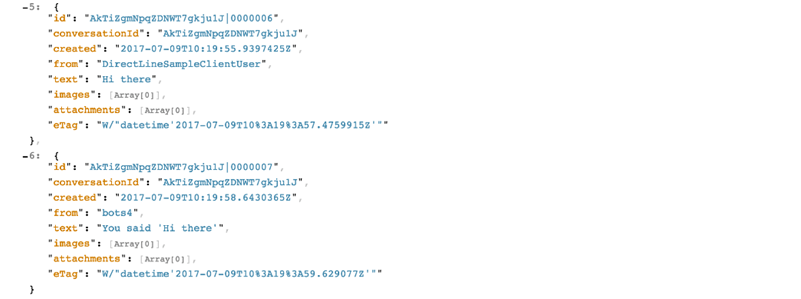 –5: {
"id": "AkTiZgmNpqZDNWT7gkju1J|0000006",
"conversationId": "AkTiZgmNpqZDNWT7gkju1J",
"created": "2017-07-09T10:19:55.9397425Z",
"from": "DirectLineSampleClientUser",
"text": "Hi there",
"images": [Array[0]],
"attachments": [Array[0]],
"eTag": "W/"datetime'2017-07-09T10%3A19%3A57.4759915Z'""
},
–6: {
"id": "AkTiZgmNpqZDNWT7gkju1J|0000007",
"conversationId": "AkTiZgmNpqZDNWT7gkju1J",
"created": "2017-07-09T10:19:58.6430365Z",
"from": "bots4",
"text": "You said 'Hi there'",
"images": [Array[0]],
"attachments": [Array[0]],
"eTag": "W/"datetime'2017-07-09T10%3A19%3A59.629077Z'""
}